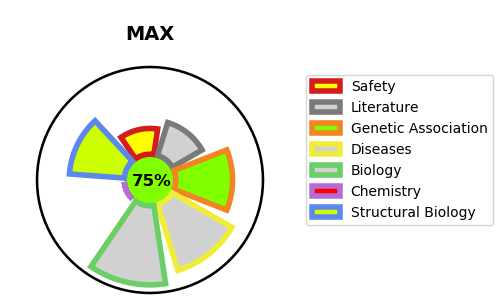 MAX
75%
Safety
Literature
Genetic Association
Diseases
Biology
Chemistry
Structural Biology